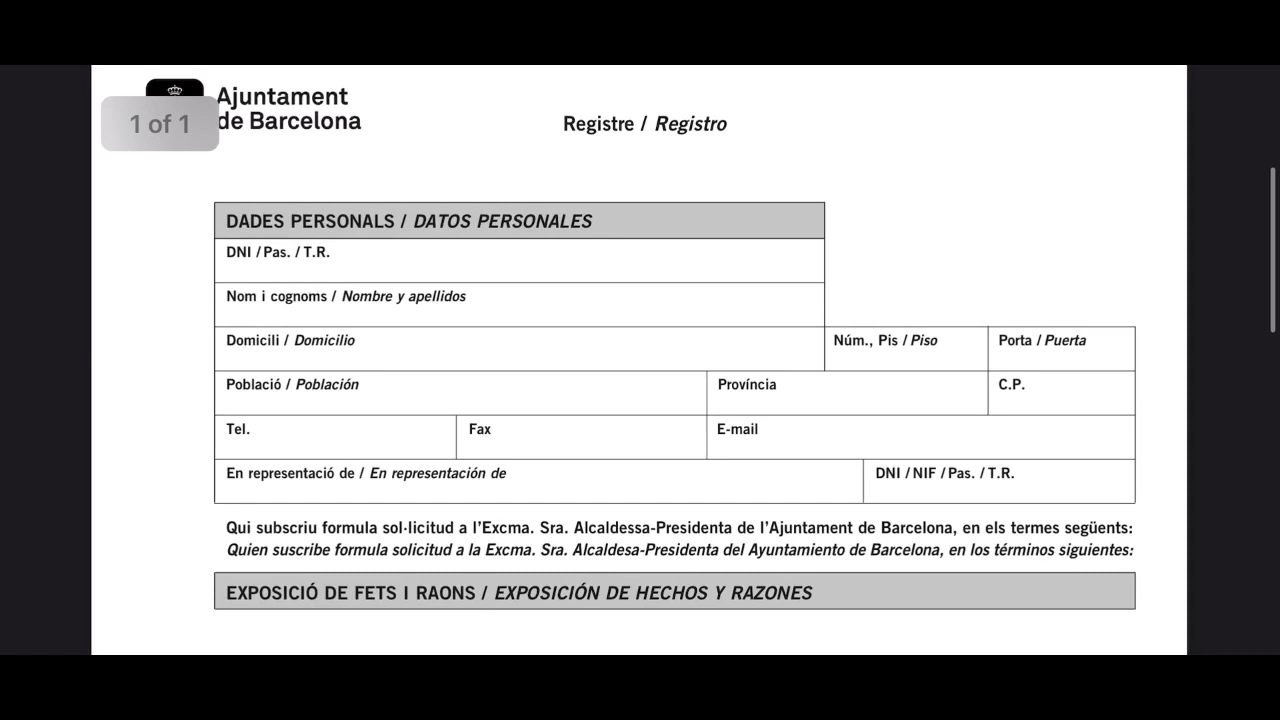 Ajuntament
de Barcelona
1 of 1
Registre / Registro
DADES PERSONALS / DATOS PERSONALES
DNI / Pas. / T.R.
Nom i cognoms / Nombre y apellidos
Domicili / Domicilio
Núm., Pis / Piso
Porta / Puerta
Població / Población
Província
C.P.
Tel.
Fax
E-mail
En representació de / En representación de
DNI / NIF / Pas. / T.R.
Qui subscriu formula sol·licitud a l'Excma. Sra. Alcaldessa-Presidenta de l'Ajuntament de Barcelona, en els termes següents:
Quien suscribe formula solicitud a la Excma. Sra. Alcaldesa-Presidenta del Ayuntamiento de Barcelona, en los términos siguientes:
EXPOSICIÓ DE FETS I RAONS / EXPOSICIÓN DE HECHOS Y RAZONES